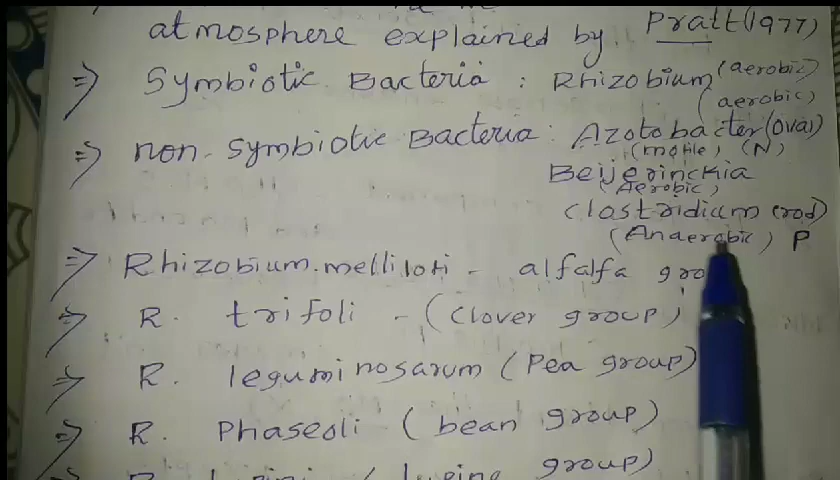 atmosphere explained by. Pratt (1977)
⇒ Symbiotic Bacteria : Rhizobium (aerobic)
(aerobic)
⇒ non-Symbiotic Bacteria : Azotobacter (oval)
(motile) (N)
Beijerinckia
(Aerobic)
Clostridium (rod)
(Anaerobic) P
⇒ Rhizobium.melliloti - alfalfa
⇒ R. trifoli - (Clover group)
⇒ R. leguminosarum (Pea group)
⇒ R. Phaseoli (bean group)
group)